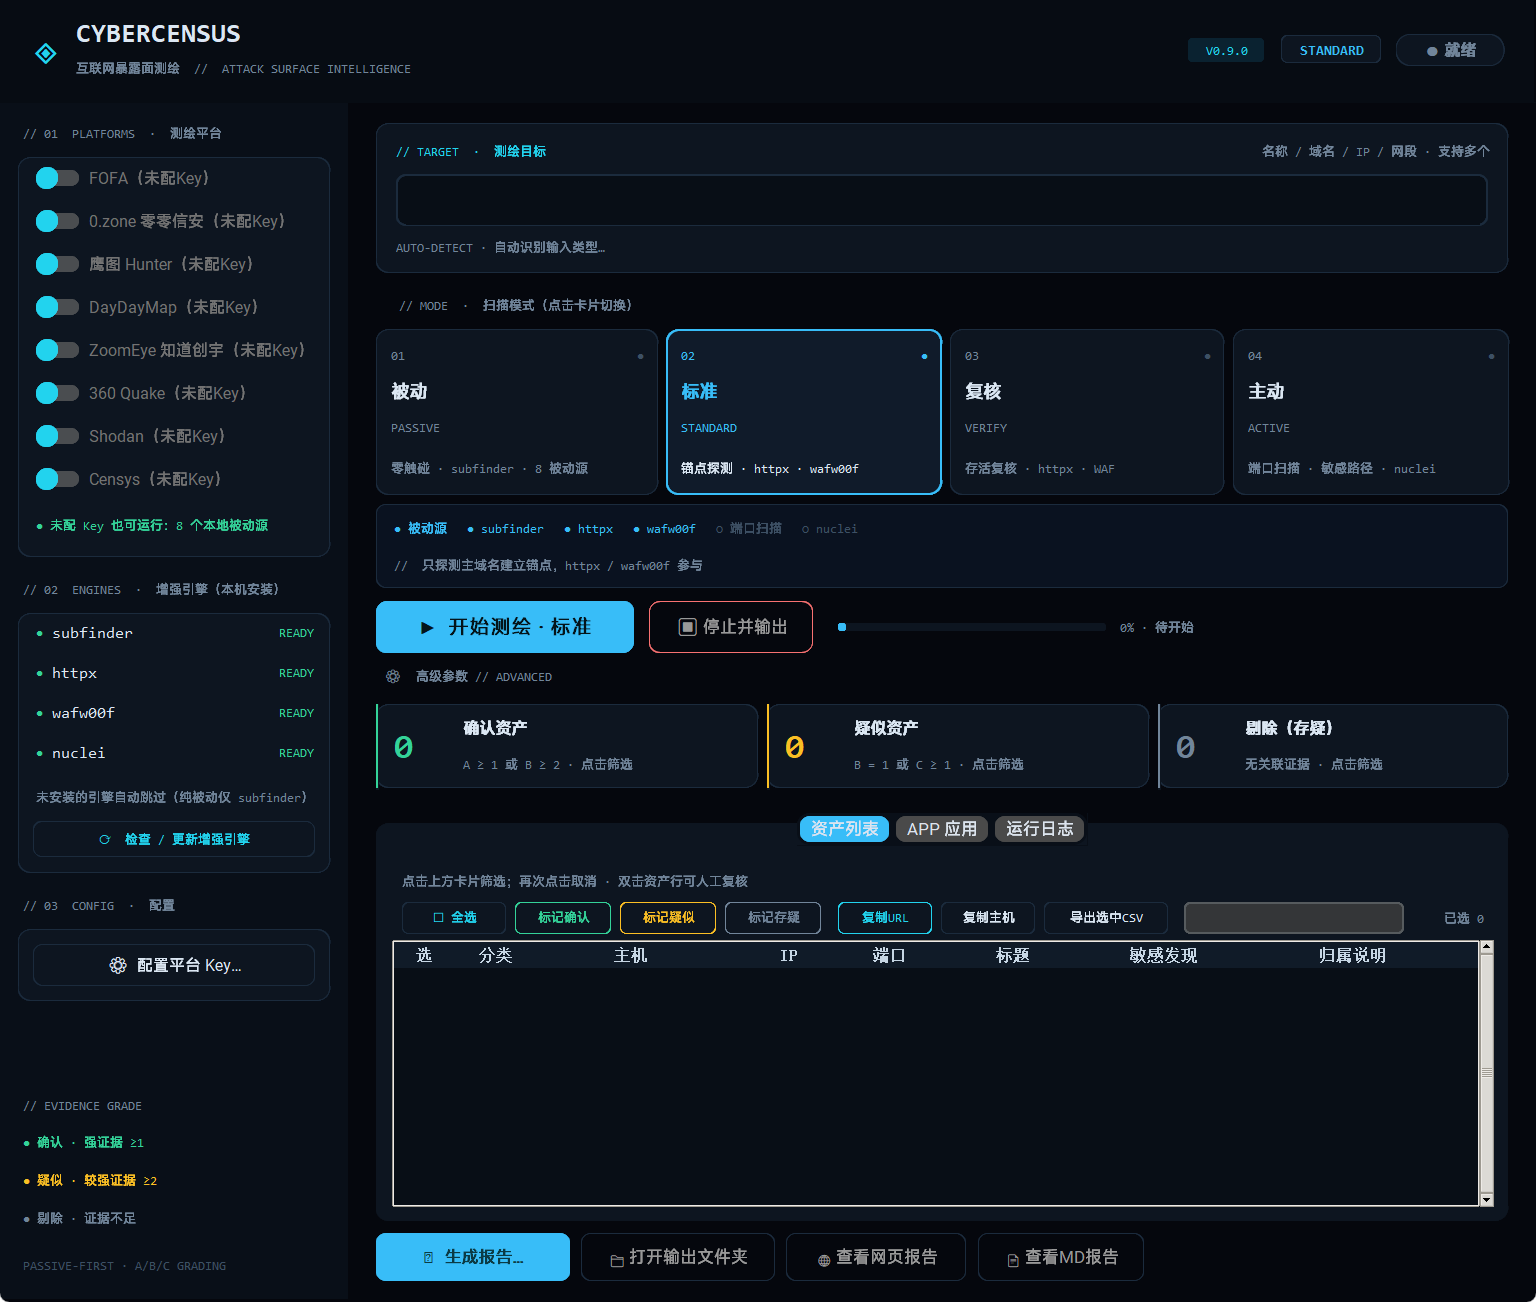 CYBERCENSUS
互联网暴露面测绘 // ATTACK SURFACE INTELLIGENCE
V0.9.0
STANDARD
● 就绪
// 01 PLATFORMS · 测绘平台
FOFA（未配Key）
0.zone 零零信安（未配Key）
鹰图 Hunter（未配Key）
DayDayMap（未配Key）
ZoomEye 知道创宇（未配Key）
360 Quake（未配Key）
Shodan（未配Key）
Censys（未配Key）
● 未配 Key 也可运行: 8 个本地被动源
// 02 ENGINES · 增强引擎（本机安装）
● subfinder READY
● httpx READY
● wafw00f READY
● nuclei READY
未安装的引擎自动跳过（纯被动仅 subfinder）
⟳ 检查 / 更新增强引擎
// 03 CONFIG · 配置
配置平台 Key…
// EVIDENCE GRADE
● 确认 · 强证据 ≥1
● 疑似 · 较强证据 ≥2
● 剔除 · 证据不足
PASSIVE-FIRST · A/B/C GRADING
// TARGET · 测绘目标
名称 / 域名 / IP / 网段 · 支持多个
AUTO-DETECT · 自动识别输入类型…
// MODE · 扫描模式（点击卡片切换）
01 ●
被动
PASSIVE
零触碰 · subfinder · 8 被动源
02 ●
标准
STANDARD
锚点探测 · httpx · wafw00f
03 ●
复核
VERIFY
存活复核 · httpx · WAF
04 ●
主动
ACTIVE
端口扫描 · 敏感路径 · nuclei
● 被动源 ● subfinder ● httpx ● wafw00f ○ 端口扫描 ○ nuclei
// 只探测主域名建立锚点, httpx / wafw00f 参与
▶ 开始测绘 · 标准
停止并输出
0% · 待开始
高级参数 // ADVANCED
0
确认资产
A ≥ 1 或 B ≥ 2 · 点击筛选
0
疑似资产
B = 1 或 C ≥ 1 · 点击筛选
0
剔除（存疑）
无关联证据 · 点击筛选
资产列表 APP 应用 运行日志
点击上方卡片筛选; 再次点击取消 · 双击资产行可人工复核
☐ 全选 标记确认 标记疑似 标记存疑 复制URL 复制主机 导出选中CSV 已选 0
选 分类 主机 IP 端口 标题 敏感发现 归属说明
生成报告… 打开输出文件夹 查看网页报告 查看MD报告